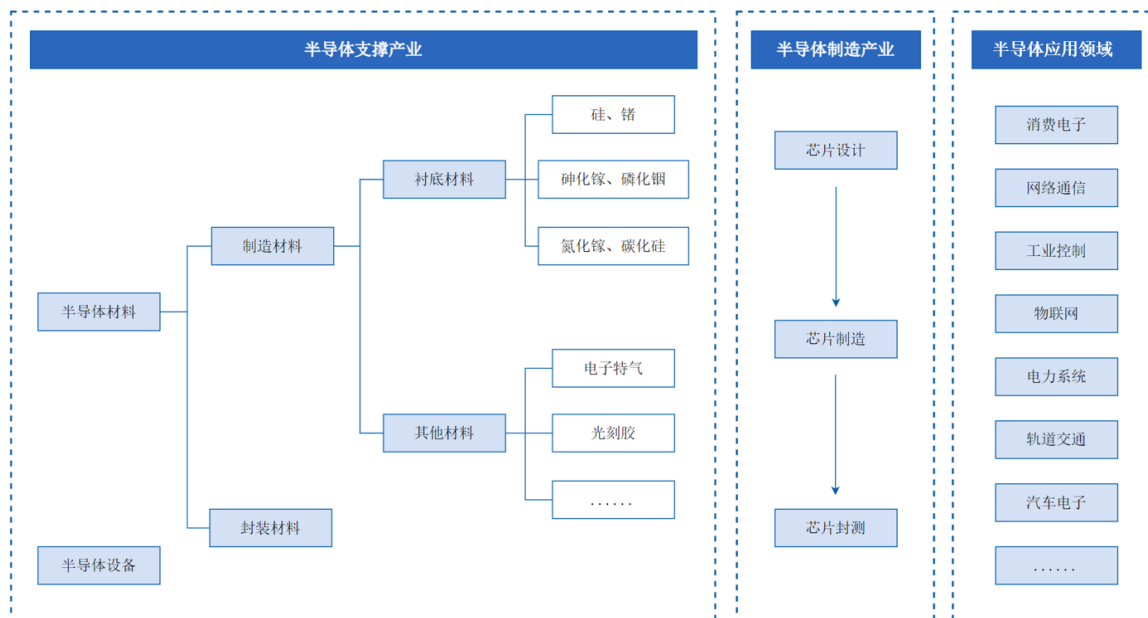 半导体支撑产业
半导体制造产业
半导体应用领域
硅、锗
衬底材料
砷化镓、磷化铟
制造材料
氮化镓、碳化硅
半导体材料
电子特气
其他材料
光刻胶
......
封装材料
半导体设备
芯片设计
芯片制造
芯片封测
消费电子
网络通信
工业控制
物联网
电力系统
轨道交通
汽车电子
......